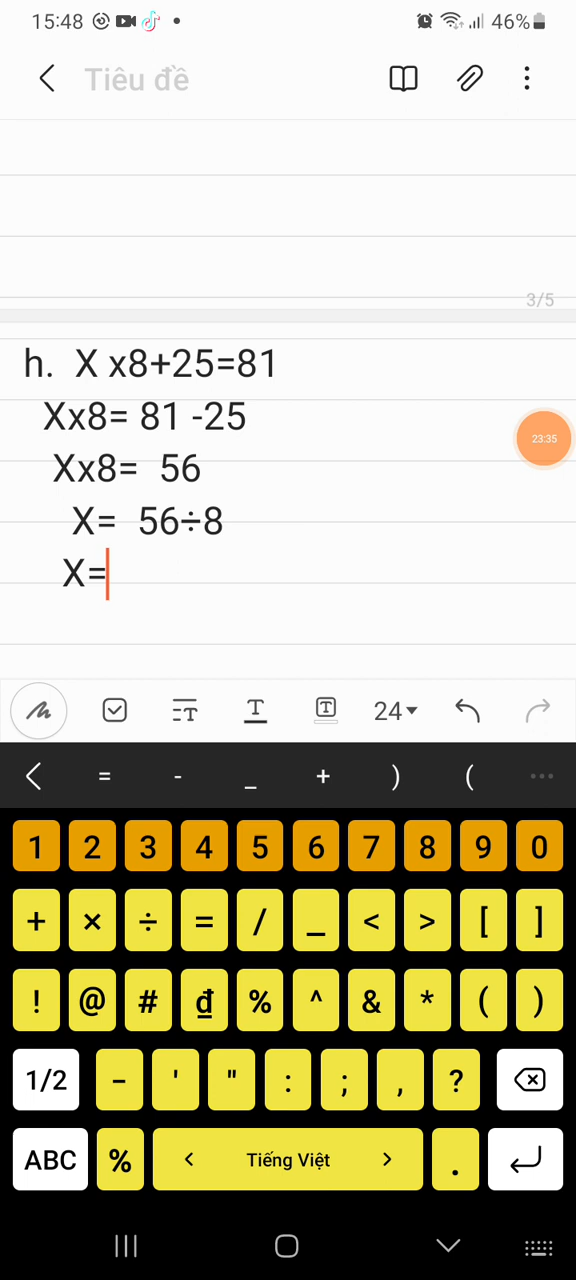 15:48 46%
Tiêu đề
3/5
h. X x8+25=81
Xx8= 81 -25
23:35
Xx8= 56
X= 56÷8
X=
T T T 24
= - _ + ) (
1 2 3 4 5 6 7 8 9 0
+ × ÷ = / _ < > [ ]
! @ # ₫ % ^ & * ( )
1/2 - ' " : ; , ?
ABC % < Tiếng Việt > .